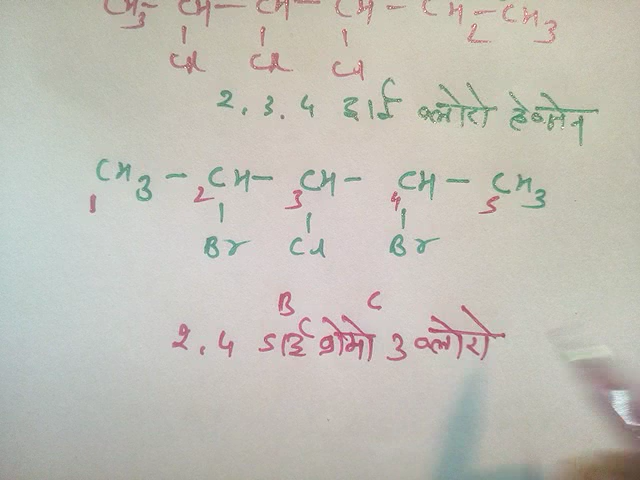 CH3 - CH - CH - CH - CH2 - CH3
Cl Cl Cl
2.3.4 ट्राई क्लोरो हेक्जेन
CH3 - CH - CH - CH - CH3
1 2 3 4 5
Br Cl Br
B C
2.4 डाई ब्रोमो 3 क्लोरो